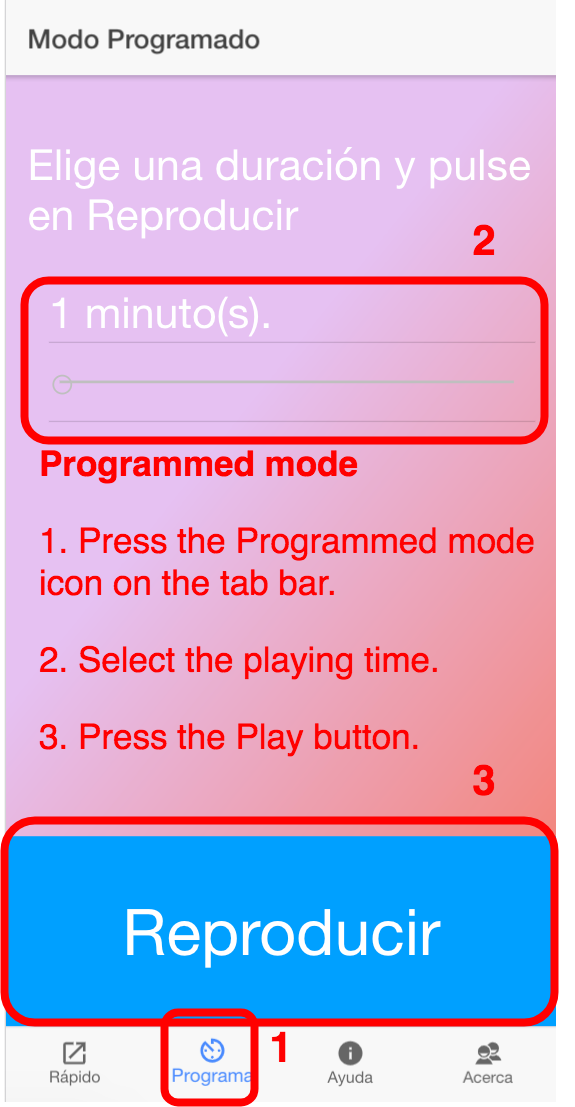 Modo Programado
Elige una duración y pulse
en Reproducir
2
1 minuto(s).
Programmed mode
1. Press the Programmed mode
icon on the tab bar.
2. Select the playing time.
3. Press the Play button.
3
Reproducir
1
Rápido
Programa
Ayuda
Acerca